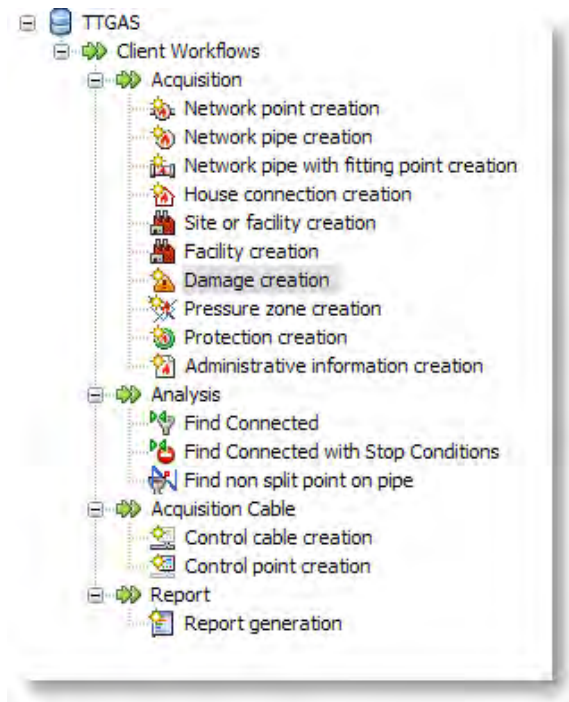 TTGAS
Client Workflows
Acquisition
Network point creation
Network pipe creation
Network pipe with fitting point creation
House connection creation
Site or facility creation
Facility creation
Damage creation
Pressure zone creation
Protection creation
Administrative information creation
Analysis
Find Connected
Find Connected with Stop Conditions
Find non split point on pipe
Acquisition Cable
Control cable creation
Control point creation
Report
Report generation